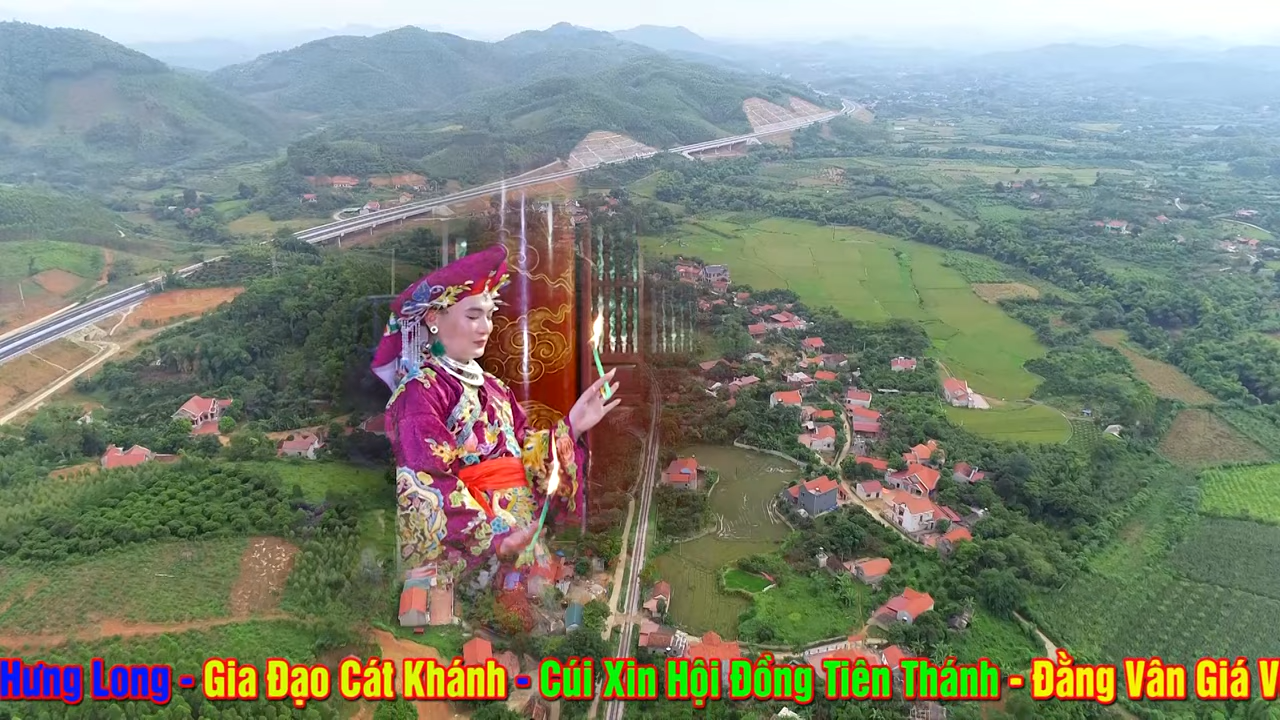 Hưng Long - Gia Đạo Cát Khánh - Cúi Xin Hội Đồng Tiên Thánh - Đằng Vân Giá V